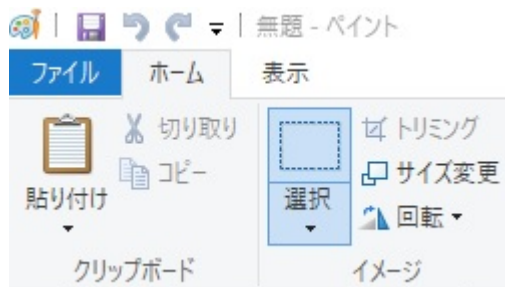 無題 - ペイント
ファイル ホーム 表示
切り取り
コピー
貼り付け
クリップボード
選択
トリミング
サイズ変更
回転
イメージ